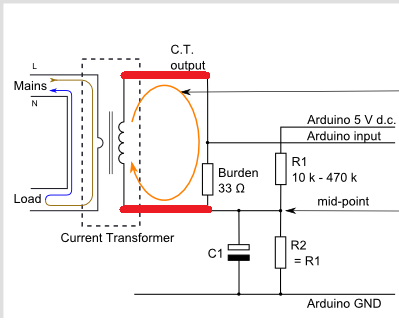 C.T.
output
L
Mains
N
Arduino 5 V d.c.
Arduino input
R1
10 k - 470 k
Burden
33 Ω
mid-point
Load
Current Transformer
C1
R2
= R1
Arduino GND